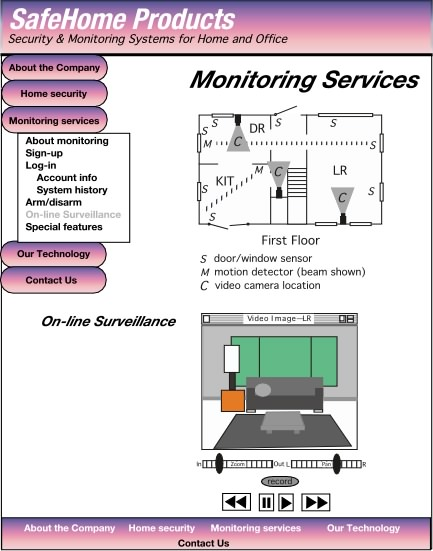 SafeHome Products
Security & Monitoring Systems for Home and Office
About the Company
Home security
Monitoring services
About monitoring
Sign-up
Log-in
Account info
System history
Arm/disarm
On-line Surveillance
Special features
Our Technology
Contact Us
Monitoring Services
S S S
S DR
M C S
KIT M C LR
S S
C
S S
First Floor
S door/window sensor
M motion detector (beam shown)
C video camera location
On-line Surveillance
Video Image—LR
In Zoom Out L Pan R
record
About the Company Home security Monitoring services Our Technology
Contact Us